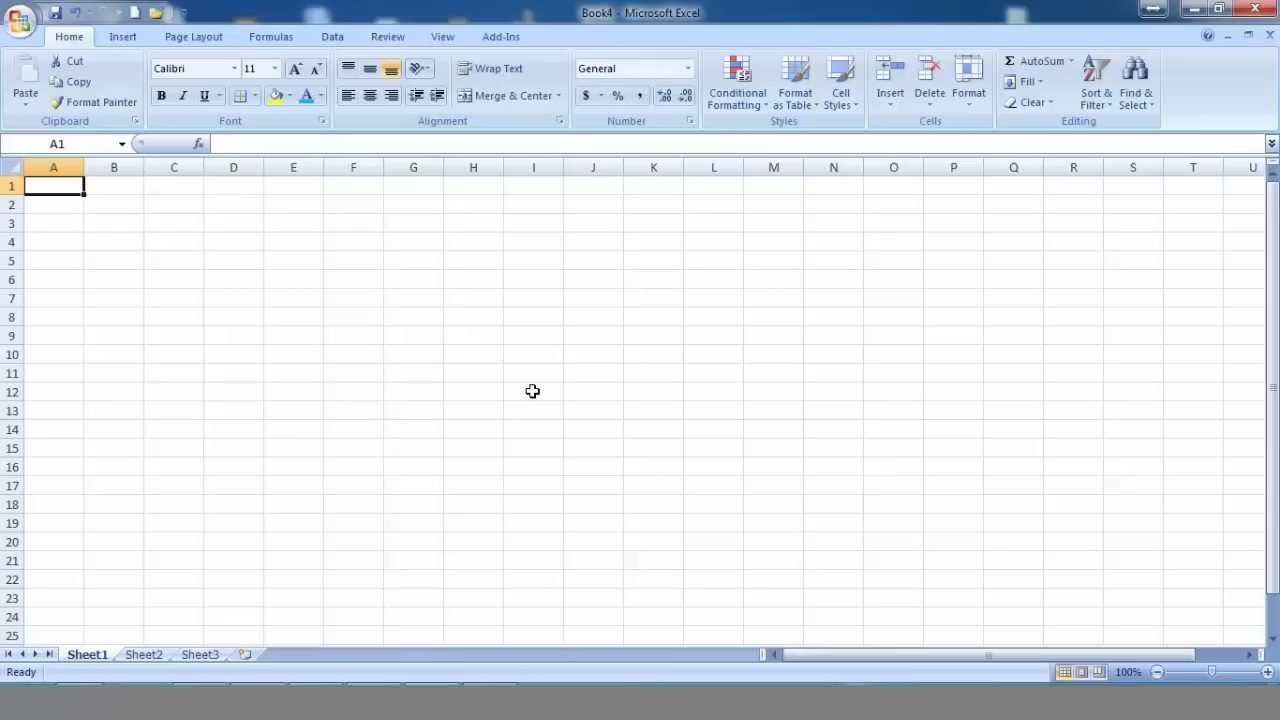 Book4 - Microsoft Excel
Home Insert Page Layout Formulas Data Review View Add-Ins
Paste Cut Copy Format Painter
Calibri 11
B I U A
Wrap Text
Merge & Center
General
$ % ,
Conditional Formatting Format as Table Cell Styles
Insert Delete Format
Σ AutoSum Fill Clear
Sort & Filter Find & Select
Clipboard Font Alignment Number Styles Cells Editing
A1 fx
A B C D E F G H I J K L M N O P Q R S T U
1
2
3
4
5
6
7
8
9
10
11
12
13
14
15
16
17
18
19
20
21
22
23
24
25
Sheet1 Sheet2 Sheet3
Ready 100%